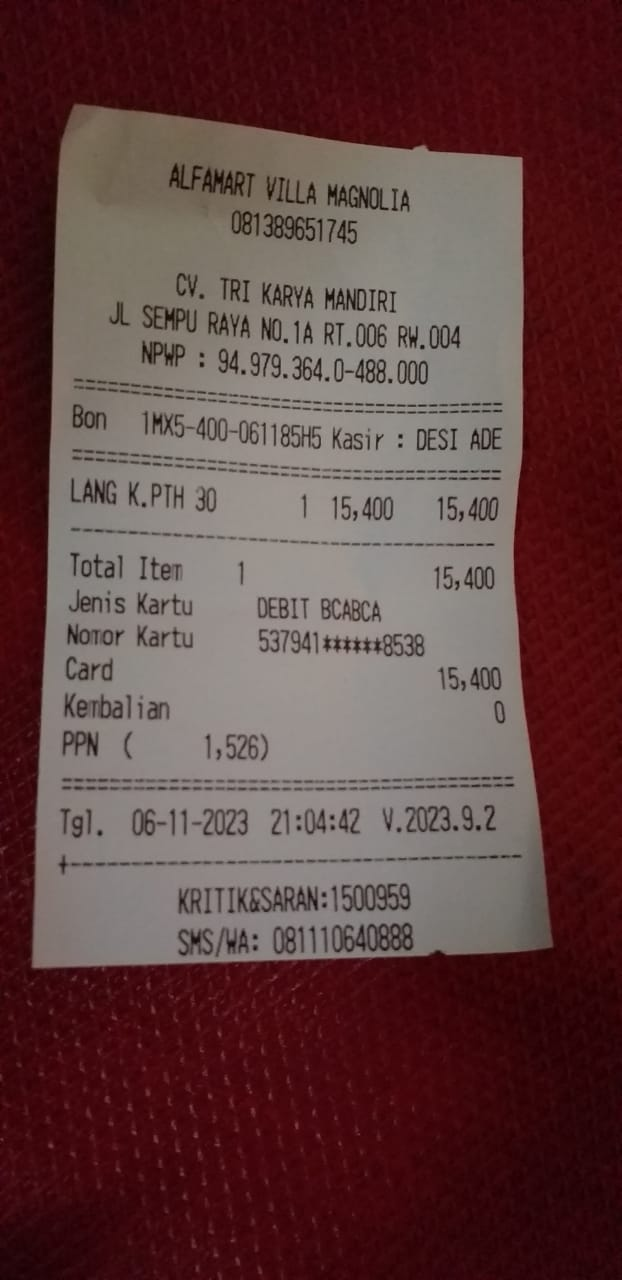 ALFAMART VILLA MAGNOLIA
081389651745
CV. TRI KARYA MANDIRI
JL SEMPU RAYA NO.1A RT.006 RW.004
NPWP : 94.979.364.0-488.000
================================================
Bon 1MX5-400-061185H5 Kasir : DESI ADE
================================================
LANG K.PTH 30 1 15,400 15,400
------------------------------------------------
Total Item 1 15,400
Jenis Kartu DEBIT BCABCA
Nomor Kartu 537941******8538
Card 15,400
Kembalian 0
PPN ( 1,526)
================================================
Tgl. 06-11-2023 21:04:42 V.2023.9.2
+-----------------------------------------------
KRITIK&SARAN:1500959
SMS/WA: 081110640888